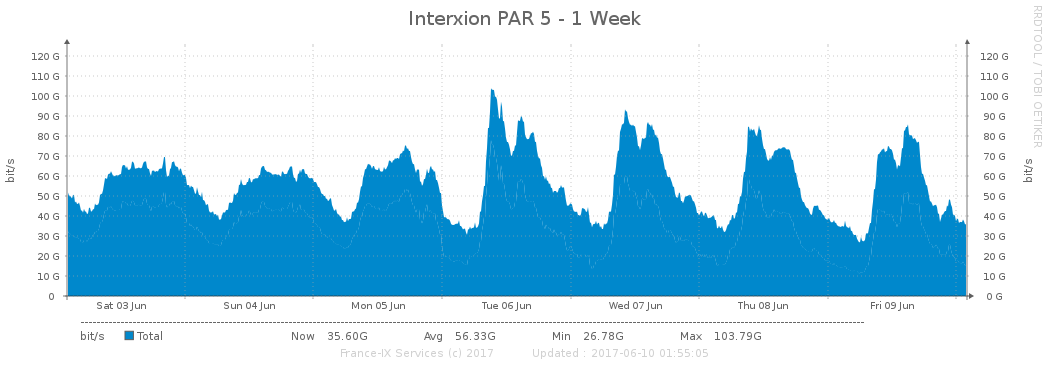 Interxion PAR 5 - 1 Week
RRDTOOL / TOBI OETIKER
bit/s
120 G 120 G
110 G 110 G
100 G 100 G
90 G 90 G
80 G 80 G
70 G 70 G
60 G 60 G
50 G 50 G
40 G 40 G
30 G 30 G
20 G 20 G
10 G 10 G
0 0 G
bit/s
Sat 03 Jun Sun 04 Jun Mon 05 Jun Tue 06 Jun Wed 07 Jun Thu 08 Jun Fri 09 Jun
bit/s Total Now 35.60G Avg 56.33G Min 26.78G Max 103.79G
France-IX Services (c) 2017 Updated : 2017-06-10 01:55:05